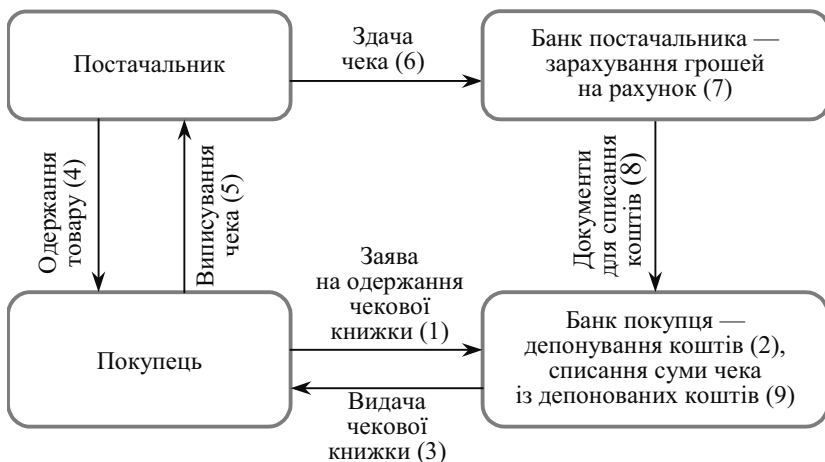 Постачальник
Здача
чека (6)
Банк постачальника —
зарахування грошей
на рахунок (7)
Одержання
товару (4)
Виписування
чека (5)
Документи
для списання
коштів (8)
Заява
на одержання
чекової
книжки (1)
Покупець
Банк покупця —
депонування коштів (2),
списання суми чека
із депонованих коштів (9)
Видача
чекової
книжки (3)